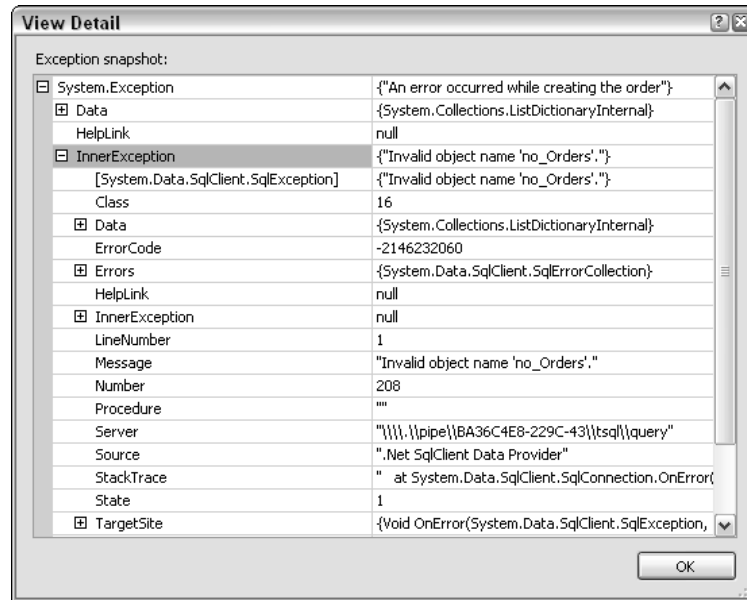 View Detail
Exception snapshot:
System.Exception {"An error occurred while creating the order"}
Data {System.Collections.ListDictionaryInternal}
HelpLink null
InnerException {"Invalid object name 'no_Orders'."}
[System.Data.SqlClient.SqlException] {"Invalid object name 'no_Orders'."}
Class 16
Data {System.Collections.ListDictionaryInternal}
ErrorCode -2146232060
Errors {System.Data.SqlClient.SqlErrorCollection}
HelpLink null
InnerException null
LineNumber 1
Message "Invalid object name 'no_Orders'."
Number 208
Procedure ""
Server "\\\\.\\pipe\\BA36C4E8-229C-43\\tsql\\query"
Source ".Net SqlClient Data Provider"
StackTrace "   at System.Data.SqlClient.SqlConnection.OnError(
State 1
TargetSite {Void OnError(System.Data.SqlClient.SqlException,
OK